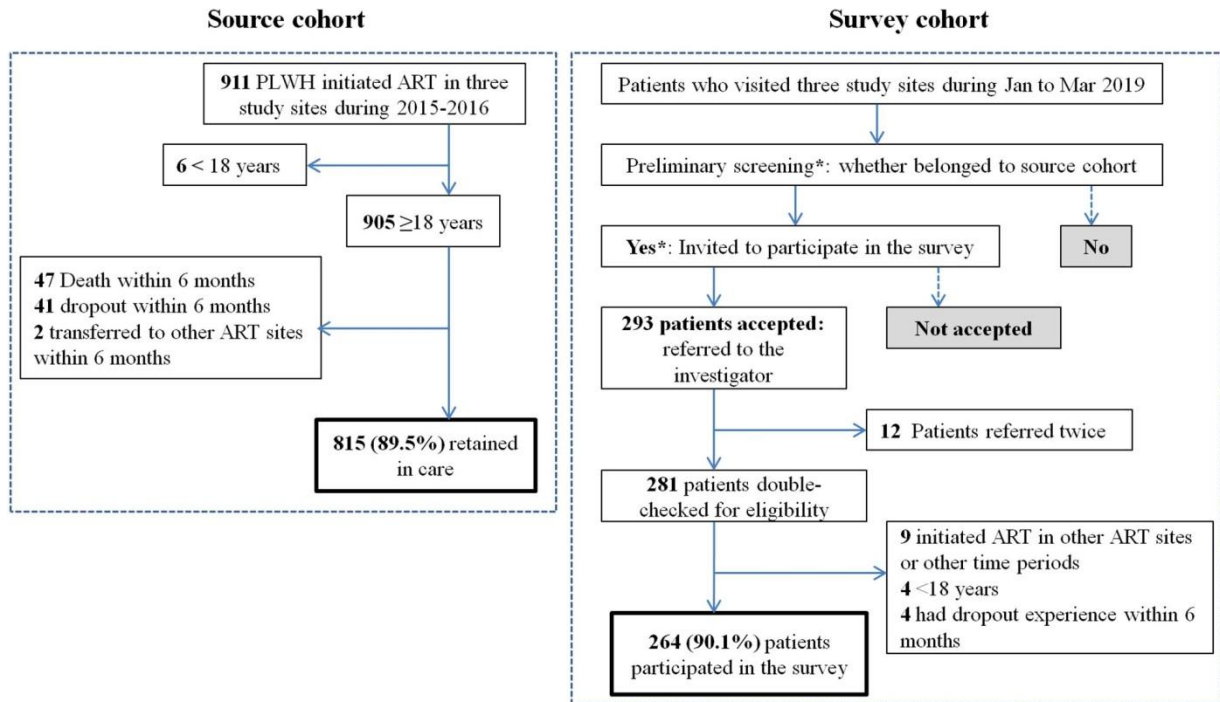 Source cohort
911 PLWH initiated ART in three
study sites during 2015-2016
6 < 18 years
905 ≥18 years
47 Death within 6 months
41 dropout within 6 months
2 transferred to other ART sites
within 6 months
815 (89.5%) retained
in care
Survey cohort
Patients who visited three study sites during Jan to Mar 2019
Preliminary screening*: whether belonged to source cohort
Yes*: Invited to participate in the survey
No
293 patients accepted:
referred to the
investigator
Not accepted
12 Patients referred twice
281 patients double-
checked for eligibility
9 initiated ART in other ART sites
or other time periods
4 <18 years
4 had dropout experience within 6
months
264 (90.1%) patients
participated in the survey